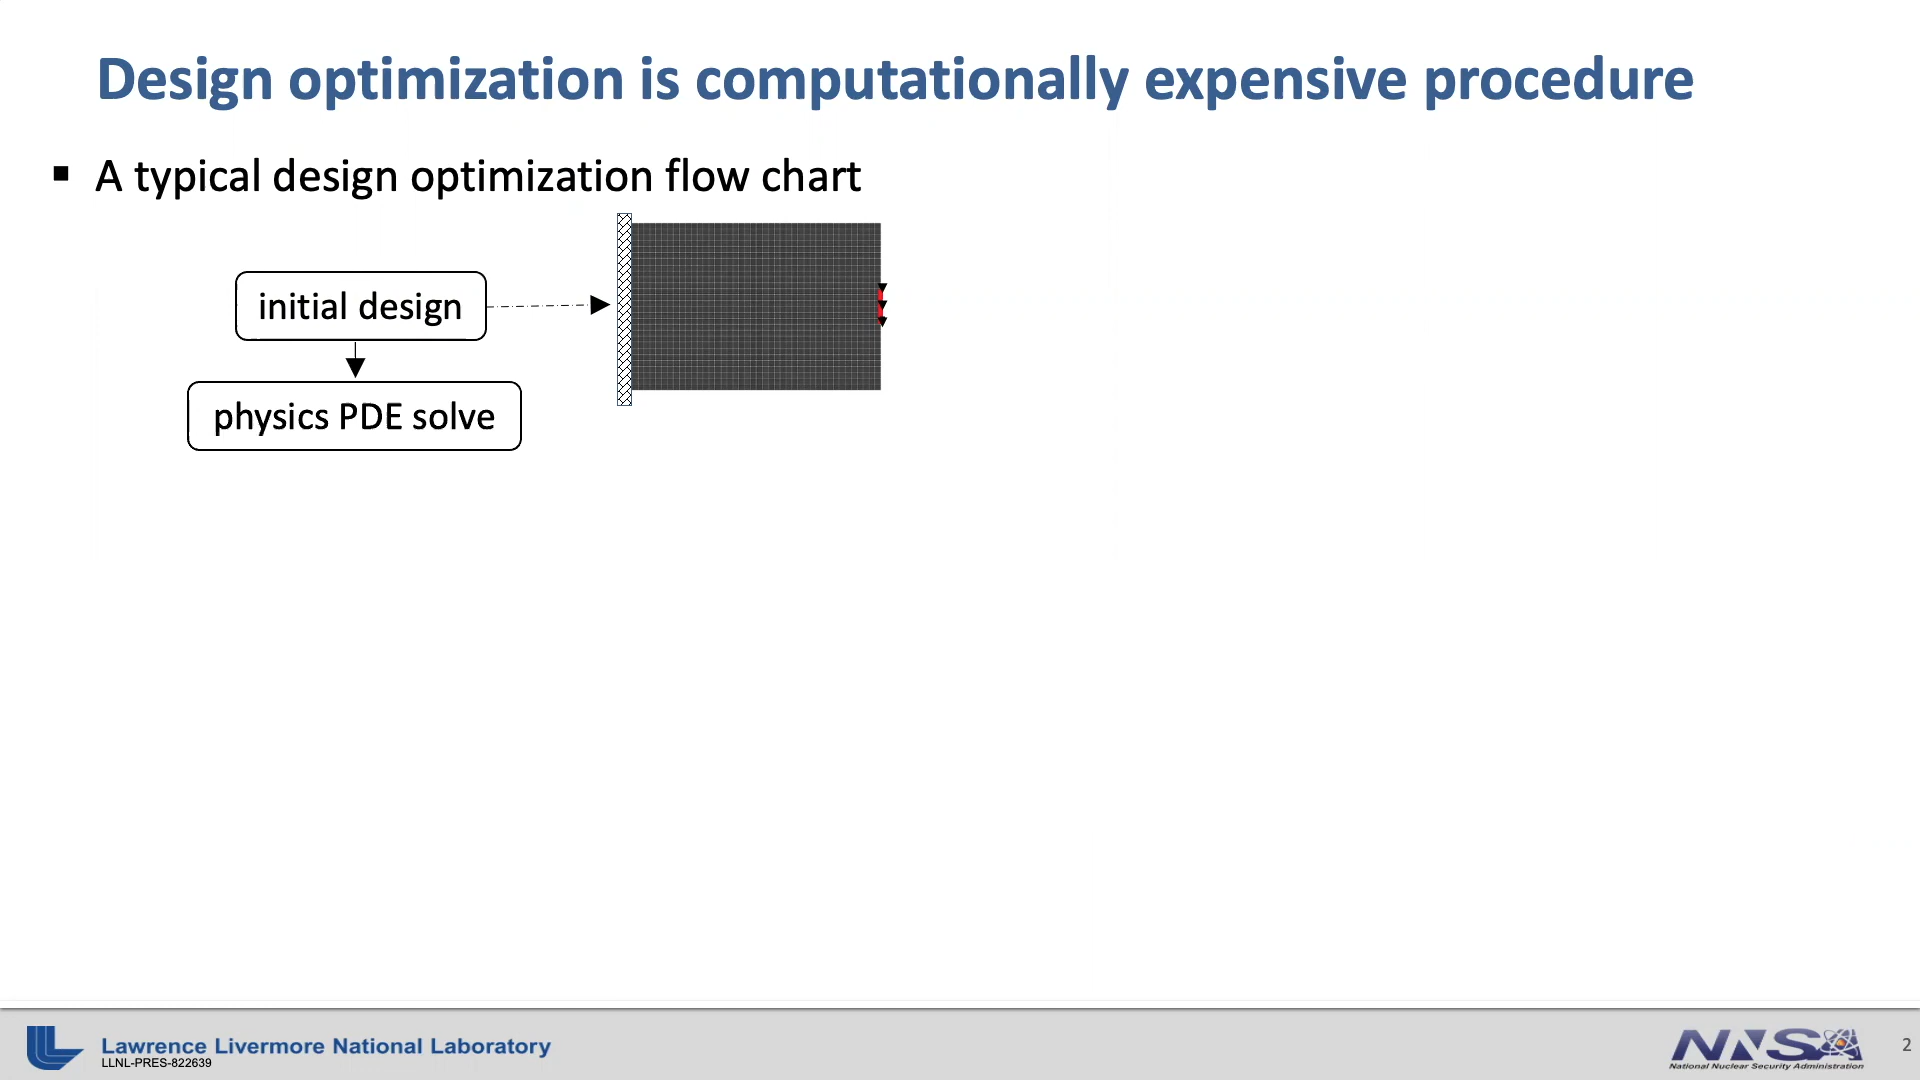 Design optimization is computationally expensive procedure
A typical design optimization flow chart
initial design
physics PDE solve
Lawrence Livermore National Laboratory
LLNL-PRES-822639
NNSA
National Nuclear Security Administration
2